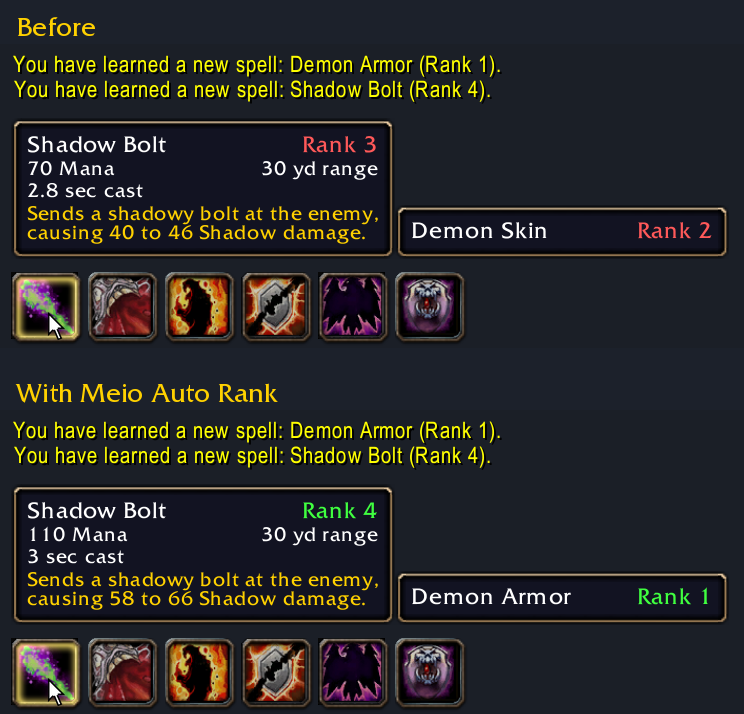 Before
You have learned a new spell: Demon Armor (Rank 1).
You have learned a new spell: Shadow Bolt (Rank 4).
Shadow Bolt Rank 3
70 Mana 30 yd range
2.8 sec cast
Sends a shadowy bolt at the enemy,
causing 40 to 46 Shadow damage.
Demon Skin Rank 2
With Meio Auto Rank
You have learned a new spell: Demon Armor (Rank 1).
You have learned a new spell: Shadow Bolt (Rank 4).
Shadow Bolt Rank 4
110 Mana 30 yd range
3 sec cast
Sends a shadowy bolt at the enemy,
causing 58 to 66 Shadow damage.
Demon Armor Rank 1